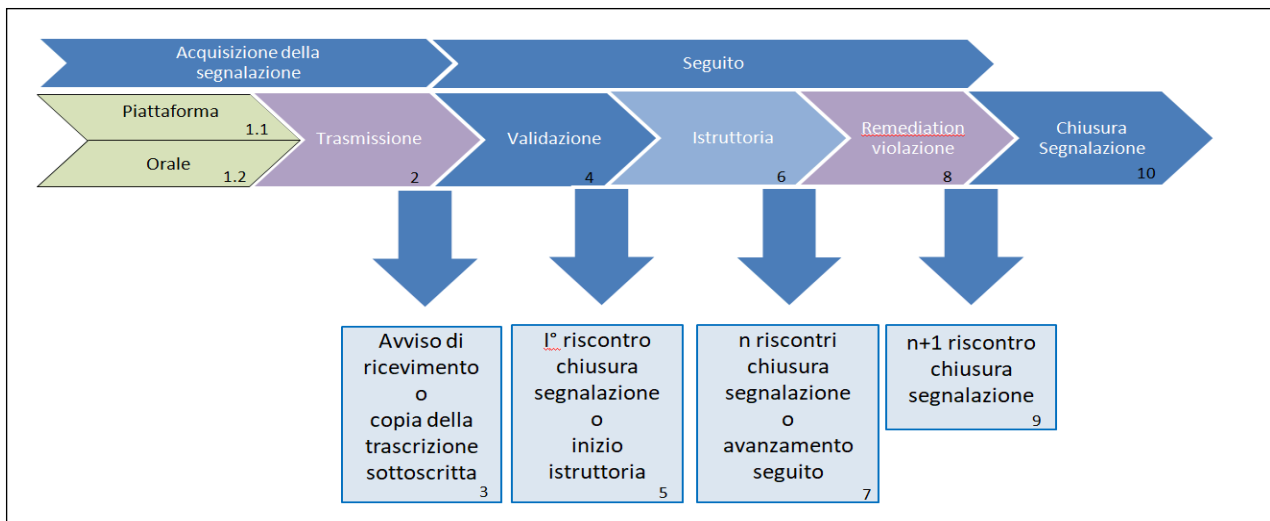 Acquisizione della
segnalazione
Seguito
Piattaforma
1.1
Orale
1.2
Trasmissione
2
Validazione
4
Istruttoria
6
Remediation
violazione
8
Chiusura
Segnalazione
10
Avviso di
ricevimento
o
copia della
trascrizione
sottoscritta
3
I° riscontro
chiusura
segnalazione
o
inizio
istruttoria
5
n riscontri
chiusura
segnalazione
o
avanzamento
seguito
7
n+1 riscontro
chiusura
segnalazione
9